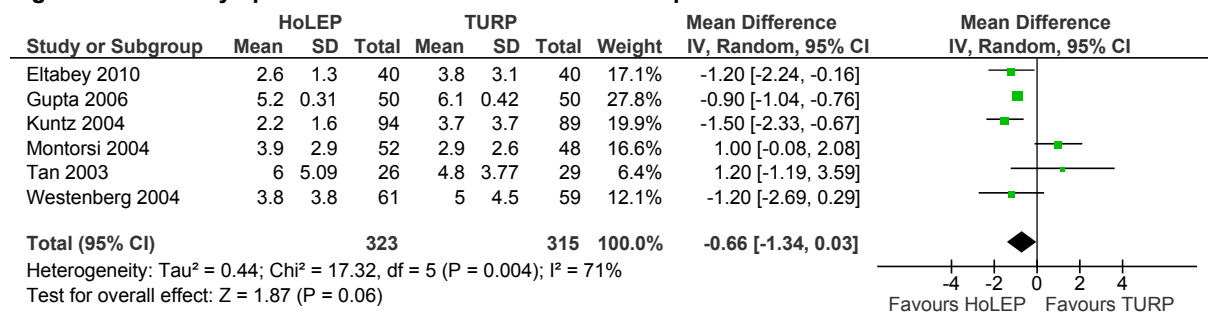 HoLEP TURP Mean Difference Mean Difference
Study or Subgroup Mean SD Total Mean SD Total Weight IV, Random, 95% CI IV, Random, 95% CI
Eltabey 2010 2.6 1.3 40 3.8 3.1 40 17.1% -1.20 [-2.24, -0.16]
Gupta 2006 5.2 0.31 50 6.1 0.42 50 27.8% -0.90 [-1.04, -0.76]
Kuntz 2004 2.2 1.6 94 3.7 3.7 89 19.9% -1.50 [-2.33, -0.67]
Montorsi 2004 3.9 2.9 52 2.9 2.6 48 16.6% 1.00 [-0.08, 2.08]
Tan 2003 6 5.09 26 4.8 3.77 29 6.4% 1.20 [-1.19, 3.59]
Westenberg 2004 3.8 3.8 61 5 4.5 59 12.1% -1.20 [-2.69, 0.29]
Total (95% CI) 323 315 100.0% -0.66 [-1.34, 0.03]
Heterogeneity: Tau² = 0.44; Chi² = 17.32, df = 5 (P = 0.004); I² = 71%
Test for overall effect: Z = 1.87 (P = 0.06)
-4 -2 0 2 4
Favours HoLEP Favours TURP